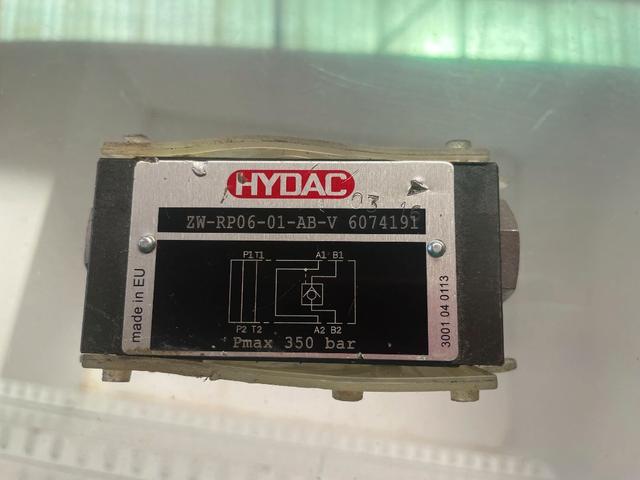 HYDAC
03
ZW-RP06-01-AB-V 6074191
P1 T1 A1 B1
P2 T2 A2 B2
Pmax 350 bar
made in EU
3001 04 0113